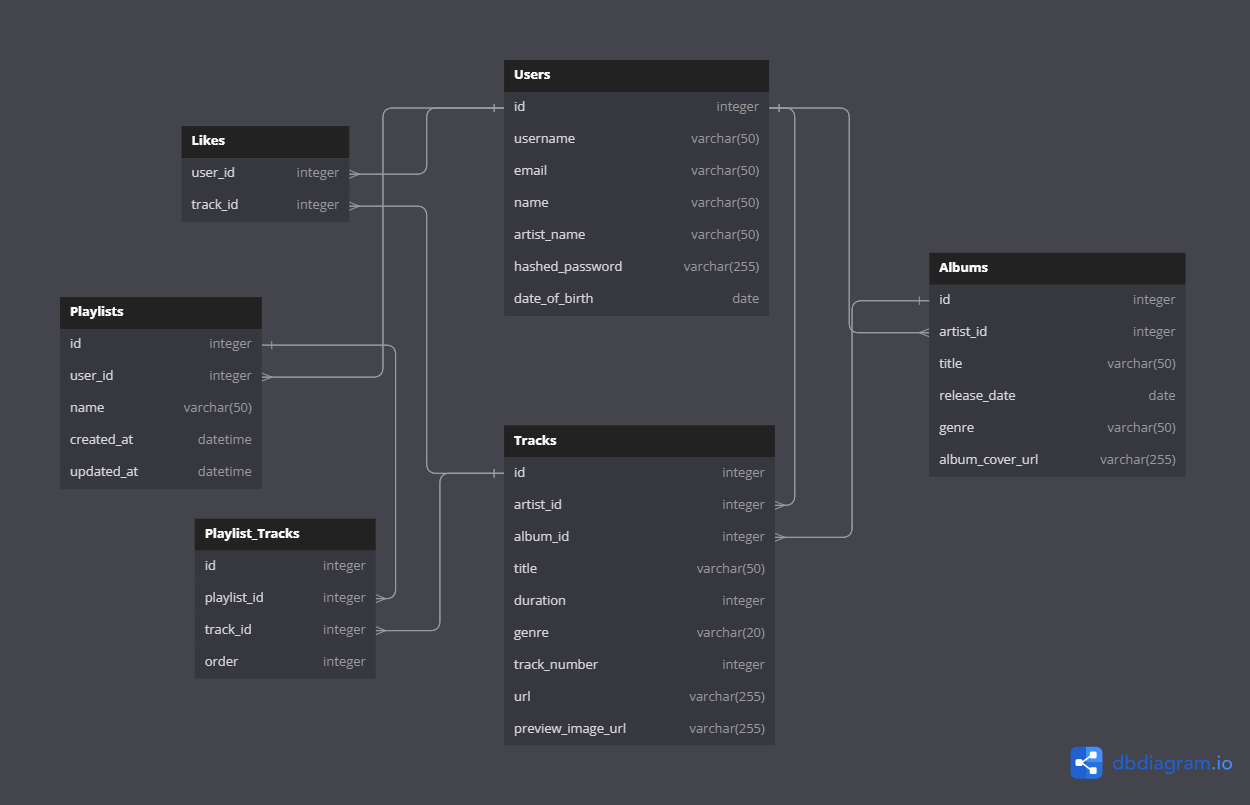 Users
id integer
username varchar(50)
email varchar(50)
name varchar(50)
artist_name varchar(50)
hashed_password varchar(255)
date_of_birth date
Likes
user_id integer
track_id integer
Albums
id integer
artist_id integer
title varchar(50)
release_date date
genre varchar(50)
album_cover_url varchar(255)
Playlists
id integer
user_id integer
name varchar(50)
created_at datetime
updated_at datetime
Tracks
id integer
artist_id integer
album_id integer
title varchar(50)
duration integer
genre varchar(20)
track_number integer
url varchar(255)
preview_image_url varchar(255)
Playlist_Tracks
id integer
playlist_id integer
track_id integer
order integer
dbdiagram.io